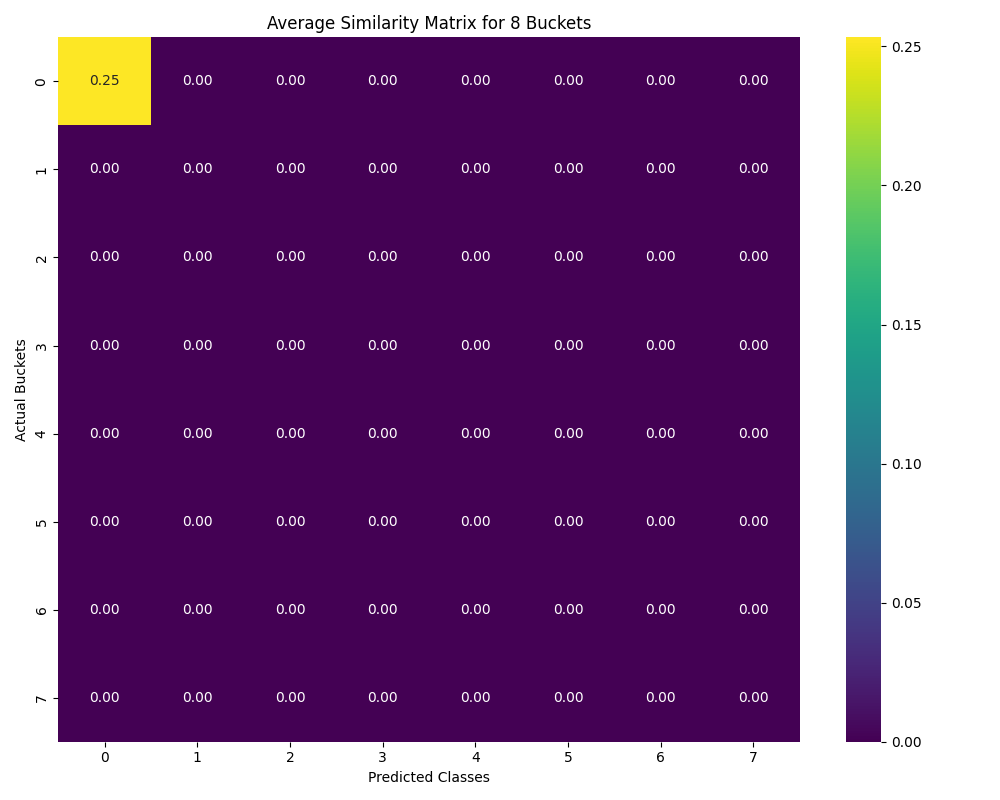 Average Similarity Matrix for 8 Buckets
0 0.25 0.00 0.00 0.00 0.00 0.00 0.00 0.00
1 0.00 0.00 0.00 0.00 0.00 0.00 0.00 0.00
2 0.00 0.00 0.00 0.00 0.00 0.00 0.00 0.00
3 0.00 0.00 0.00 0.00 0.00 0.00 0.00 0.00
4 0.00 0.00 0.00 0.00 0.00 0.00 0.00 0.00
5 0.00 0.00 0.00 0.00 0.00 0.00 0.00 0.00
6 0.00 0.00 0.00 0.00 0.00 0.00 0.00 0.00
7 0.00 0.00 0.00 0.00 0.00 0.00 0.00 0.00
0 1 2 3 4 5 6 7
Predicted Classes
Actual Buckets
0.25
0.20
0.15
0.10
0.05
0.00